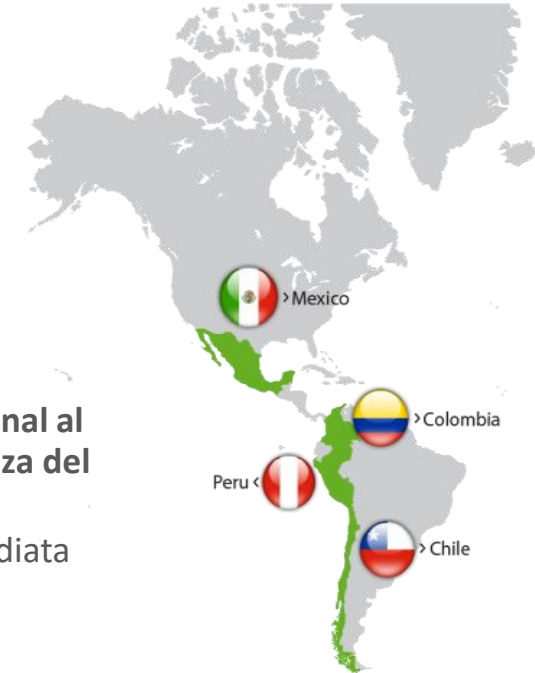 >Mexico
>Colombia
nal al
za del
Peru <
diata
>Chile